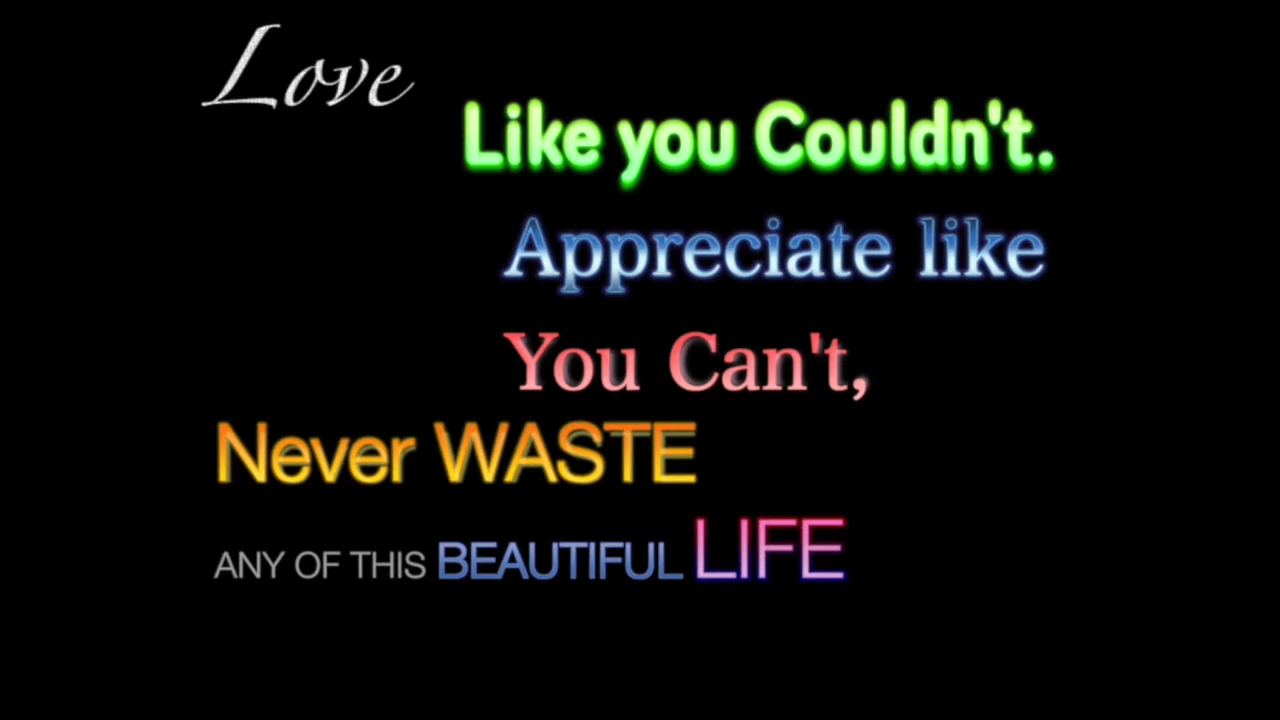 Love
Like you Couldn't.
Appreciate like
You Can't,
Never WASTE
ANY OF THIS BEAUTIFUL LIFE